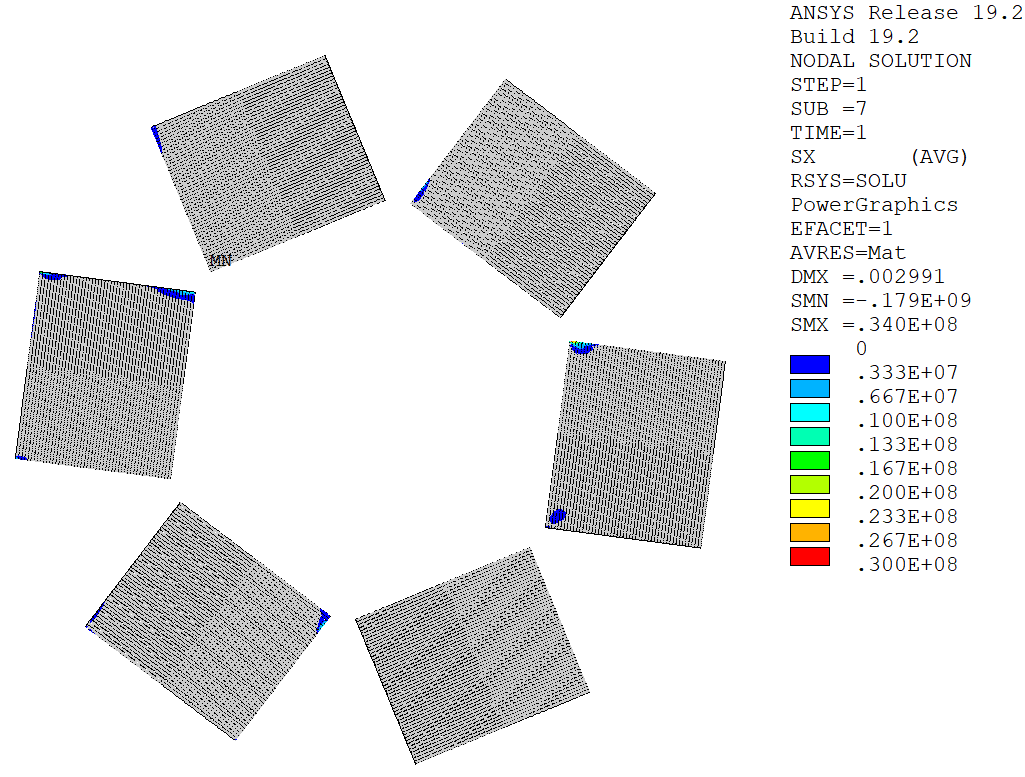 ANSYS Release 19.2
Build 19.2
NODAL SOLUTION
STEP=1
SUB =7
TIME=1
SX (AVG)
RSYS=SOLU
PowerGraphics
EFACET=1
AVRES=Mat
DMX =.002991
SMN =-.179E+09
SMX =.340E+08
0
.333E+07
.667E+07
.100E+08
.133E+08
.167E+08
.200E+08
.233E+08
.267E+08
.300E+08
MN